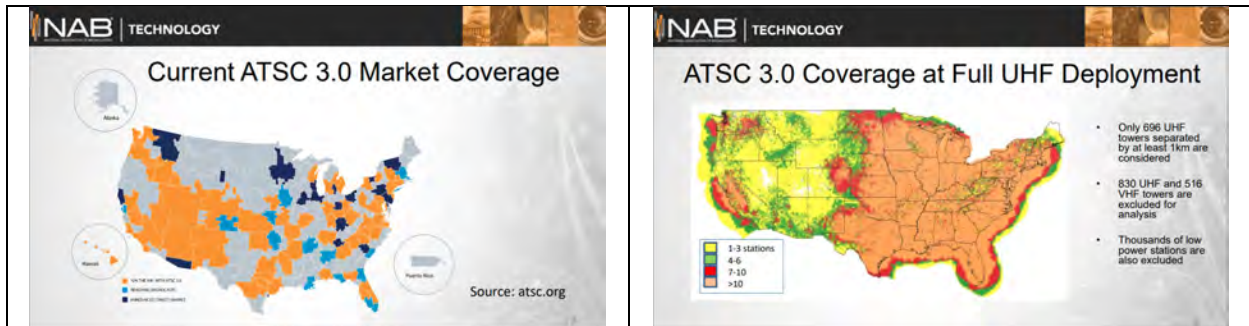 NAB TECHNOLOGY
Current ATSC 3.0 Market Coverage
Alaska
Hawaii
Puerto Rico
Source: atsc.org
NAB TECHNOLOGY
ATSC 3.0 Coverage at Full UHF Deployment
• Only 696 UHF
towers separated
by at least 1km are
considered
• 830 UHF and 516
VHF towers are
excluded for
analysis
• Thousands of low
power stations are
also excluded
1-3 stations
4-6
7-10
>10